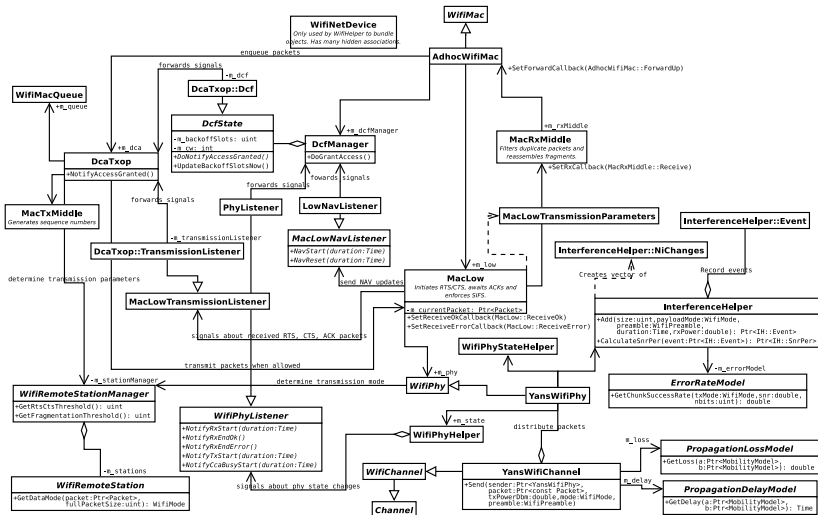 WifiNetDevice
Only used by WifiHelper to bundle
objects. Has many hidden associations.
WifiMac
enqueue packets
AdhocWifiMac
forwards signals
+SetForwardCallback(AdhocWifiMac::ForwardUp)
-m_dcf
DcaTxop::Dcf
WifiMacQueue
+m_queue
DcfState
-m_backoffSlots: uint
-m_cw: int
+DoNotifyAccessGranted()
+UpdateBackoffSlotsNow()
+m_dcfManager
DcfManager
+DoGrantAccess()
+m_rxMiddle
MacRxMiddle
Filters duplicate packets and
reassembles fragments.
+m_dca
DcaTxop
+NotifyAccessGranted()
+SetRxCallback(MacRxMiddle::Receive)
forwards signals
fowards signals
forwards signals
MacTxMiddle
Generates sequence numbers
PhyListener
LowNavListener
MacLowTransmissionParameters
InterferenceHelper::Event
-m_transmissionListener
DcaTxop::TransmissionListener
MacLowNavListener
+NavStart(duration:Time)
+NavReset(duration:Time)
InterferenceHelper::NiChanges
+m_low
Creates vector of
Record events
determine transmission parameters
send NAV updates
MacLow
Initiates RTS/CTS, awaits ACKs and
enforces SIFS.
-m_currentPacket: Ptr<Packet>
+SetReceiveOkCallback(MacLow::ReceiveOk)
+SetReceiveErrorCallback(MacLow::ReceiveError)
MacLowTransmissionListener
InterferenceHelper
+Add(size:uint,payloadMode:WifiMode,
preamble:WifiPreamble,
duration:Time,rxPower:double): Ptr<IH::Event>
+CalculateSnrPer(event:Ptr<IH::Event>): Ptr<IH::SnrPer>
signals about received RTS, CTS, ACK packets
WifiPhyStateHelper
transmit packets when allowed
+m_phy
-m_errorModel
-m_stationManager
determine transmission mode
WifiPhy
YansWifiPhy
ErrorRateModel
+GetChunkSuccessRate(txMode:WifiMode,snr:double,
nbits:uint): double
WifiRemoteStationManager
+GetRtsCtsThreshold(): uint
+GetFragmentationThreshold(): uint
WifiPhyListener
+NotifyRxStart(duration:Time)
+NotifyRxEndOk()
+NotifyRxEndError()
+NotifyTxStart(duration:Time)
+NotifyCcaBusyStart(duration:Time)
+m_state
WifiPhyHelper
distribute packets
m_loss
PropagationLossModel
+GetLoss(a:Ptr<MobilityModel>,
b:Ptr<MobilityModel>): double
-m_stations
WifiRemoteStation
+GetDataMode(packet:Ptr<Packet>,
fullPacketSize:uint): WifiMode
signals about phy state changes
WifiChannel
YansWifiChannel
+Send(sender:Ptr<YansWifiPhy>,
packet:Ptr<const Packet>,
txPowerDbm:double,mode:WifiMode,
preamble:WifiPreamble)
m_delay
PropagationDelayModel
+GetDelay(a:Ptr<MobilityModel>,
b:Ptr<MobilityModel>): Time
Channel